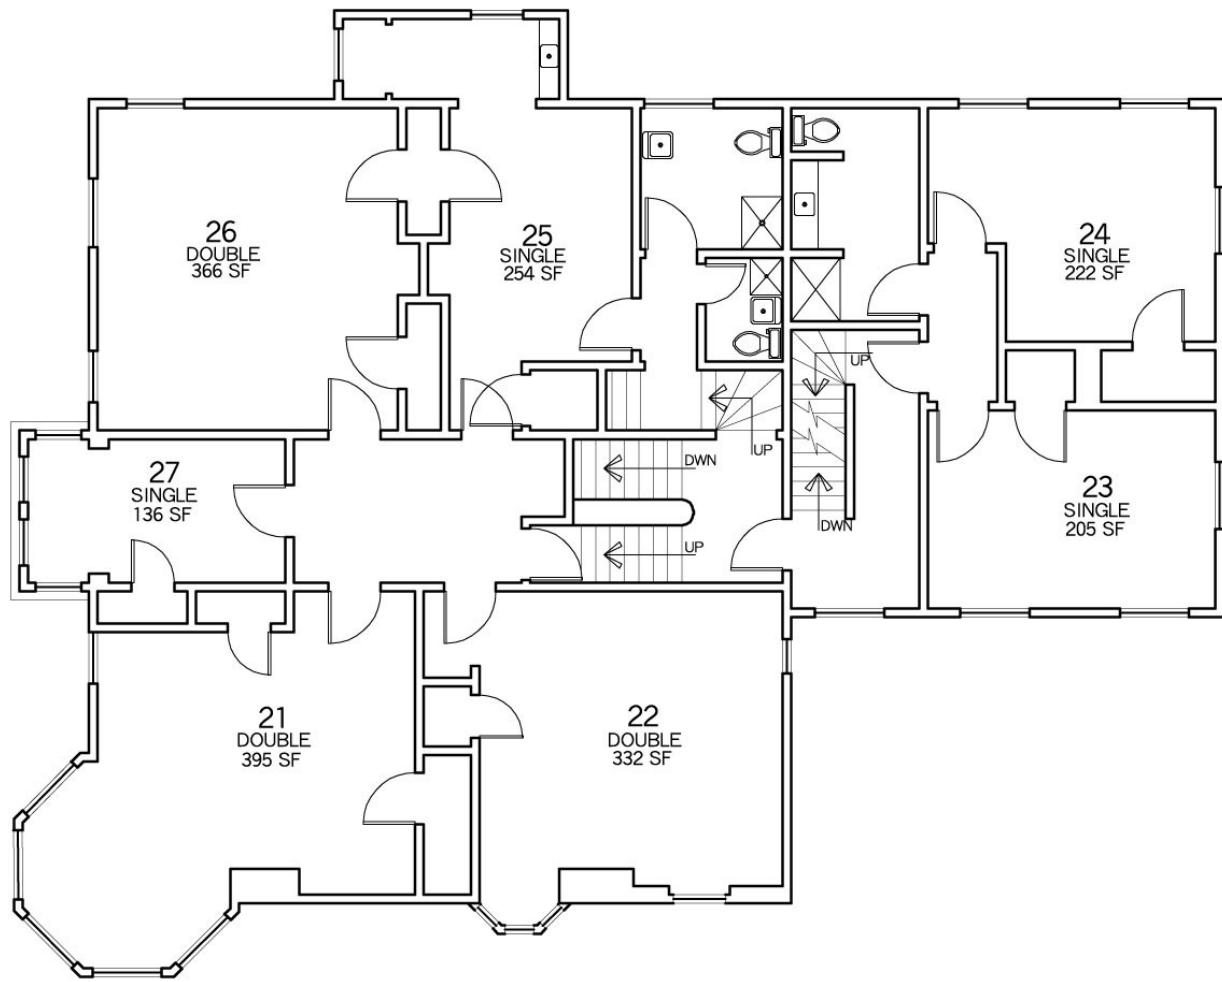 26
DOUBLE
366 SF
25
SINGLE
254 SF
24
SINGLE
222 SF
UP
UP
27
SINGLE
136 SF
DWN
UP
DWN
23
SINGLE
205 SF
21
DOUBLE
395 SF
22
DOUBLE
332 SF